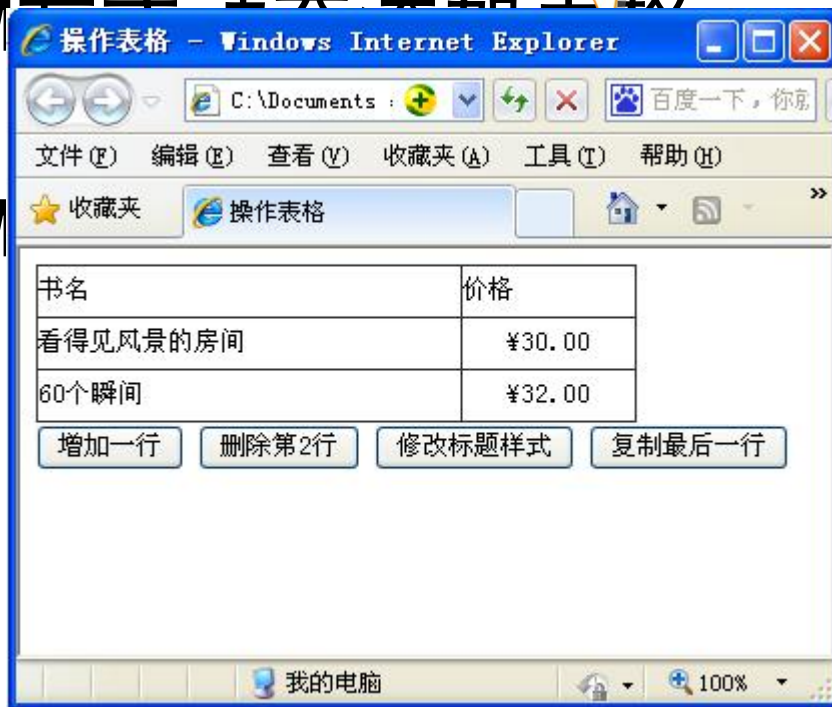 操作表格 - Windows Internet Explorer
C:\Documents
百度一下，你
文件(F) 编辑(E) 查看(V) 收藏夹(A) 工具(T) 帮助(H)
收藏夹 操作表格
书名 价格
看得见风景的房间 ¥30.00
60个瞬间 ¥32.00
增加一行 删除第2行 修改标题样式 复制最后一行
我的电脑 100%